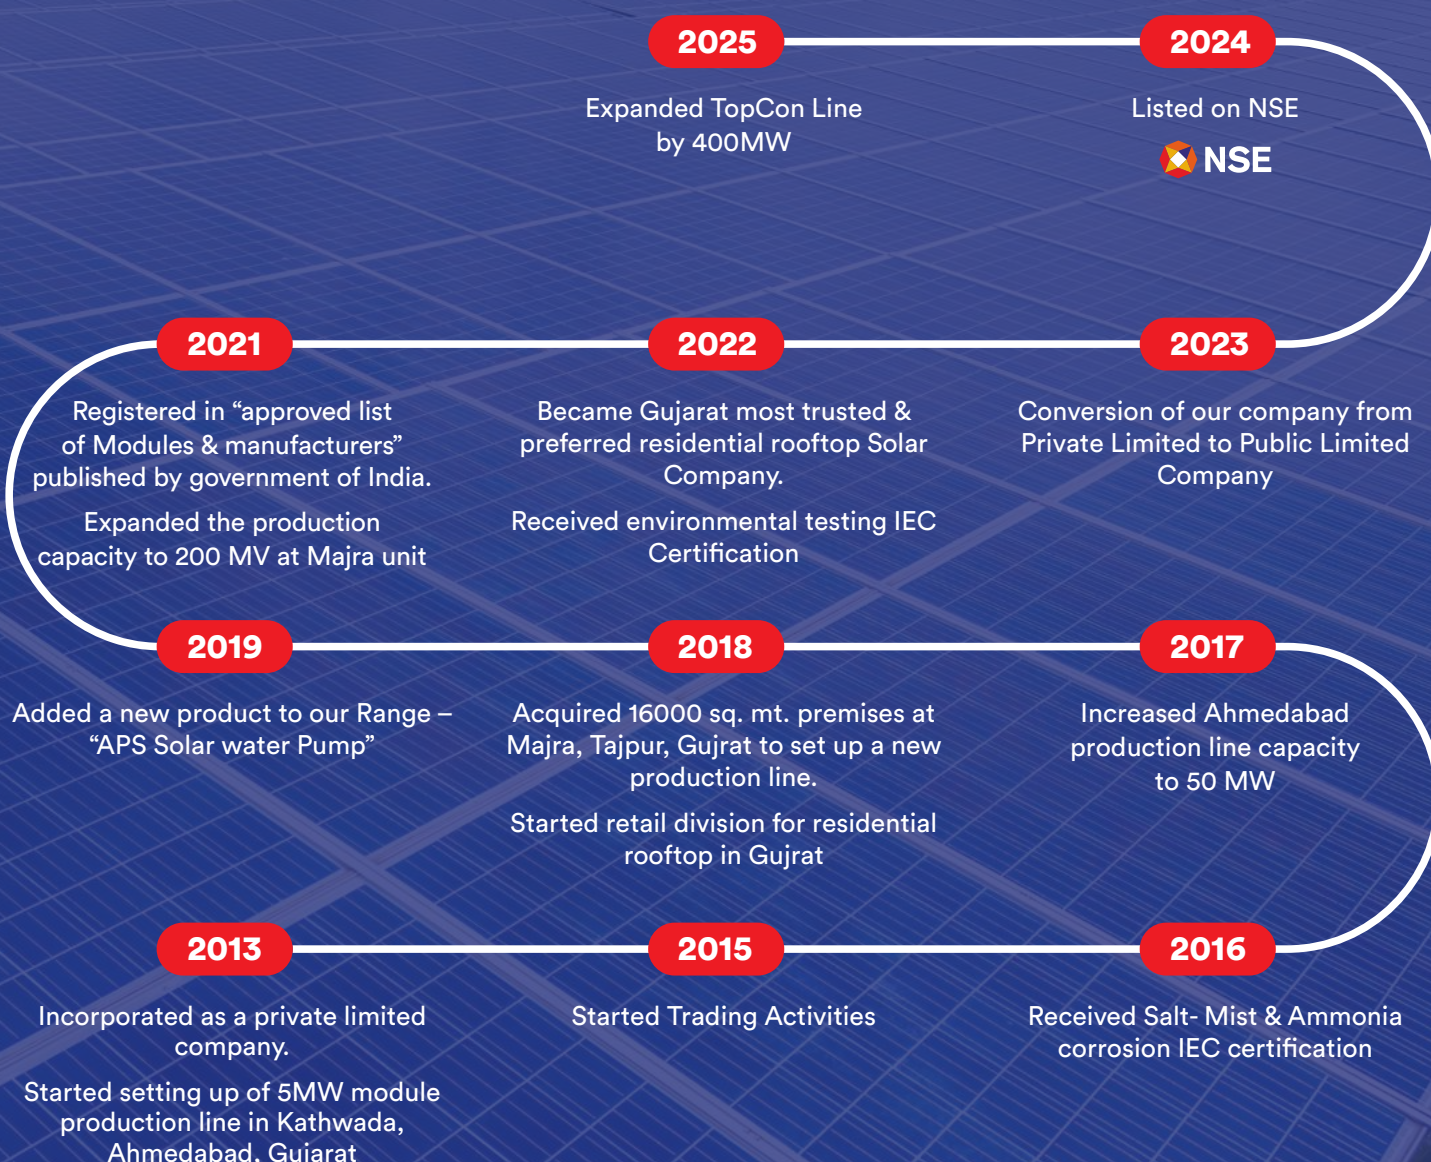 2025
Expanded TopCon Line
by 400MW
2024
Listed on NSE
NSE
2021
Registered in “approved list
of Modules & manufacturers”
published by government of India.
Expanded the production
capacity to 200 MV at Majra unit
2022
Became Gujarat most trusted &
preferred residential rooftop Solar
Company.
Received environmental testing IEC
Certification
2023
Conversion of our company from
Private Limited to Public Limited
Company
2019
Added a new product to our Range –
“APS Solar water Pump”
2018
Acquired 16000 sq. mt. premises at
Majra, Tajpur, Gujrat to set up a new
production line.
Started retail division for residential
rooftop in Gujrat
2017
Increased Ahmedabad
production line capacity
to 50 MW
2013
Incorporated as a private limited
company.
Started setting up of 5MW module
production line in Kathwada,
Ahmedabad, Gujarat
2015
Started Trading Activities
2016
Received Salt- Mist & Ammonia
corrosion IEC certification